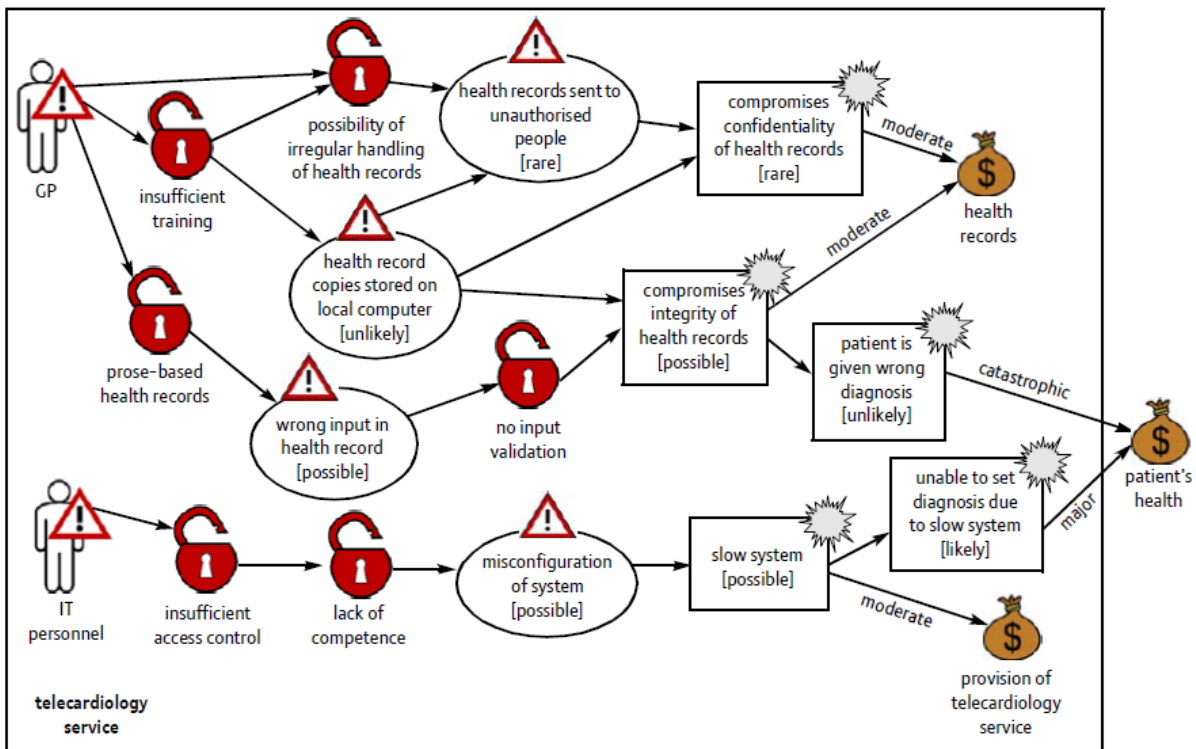 GP
insufficient
training
possibility of
irregular handling
of health records
health records sent to
unauthorised
people
[rare]
compromises
confidentiality
of health records
[rare]
moderate
$
health
records
health record
copies stored on
local computer
[unlikely]
moderate
compromises
integrity of
health records
[possible]
prose-based
health records
wrong input in
health record
[possible]
no input
validation
patient is
given wrong
diagnosis
[unlikely]
catastrophic
$
patient's
health
IT
personnel
insufficient
access control
lack of
competence
misconfiguration
of system
[possible]
slow system
[possible]
unable to set
diagnosis due
to slow system
[likely]
major
moderate
$
provision of
telecardiology
service
telecardiology
service